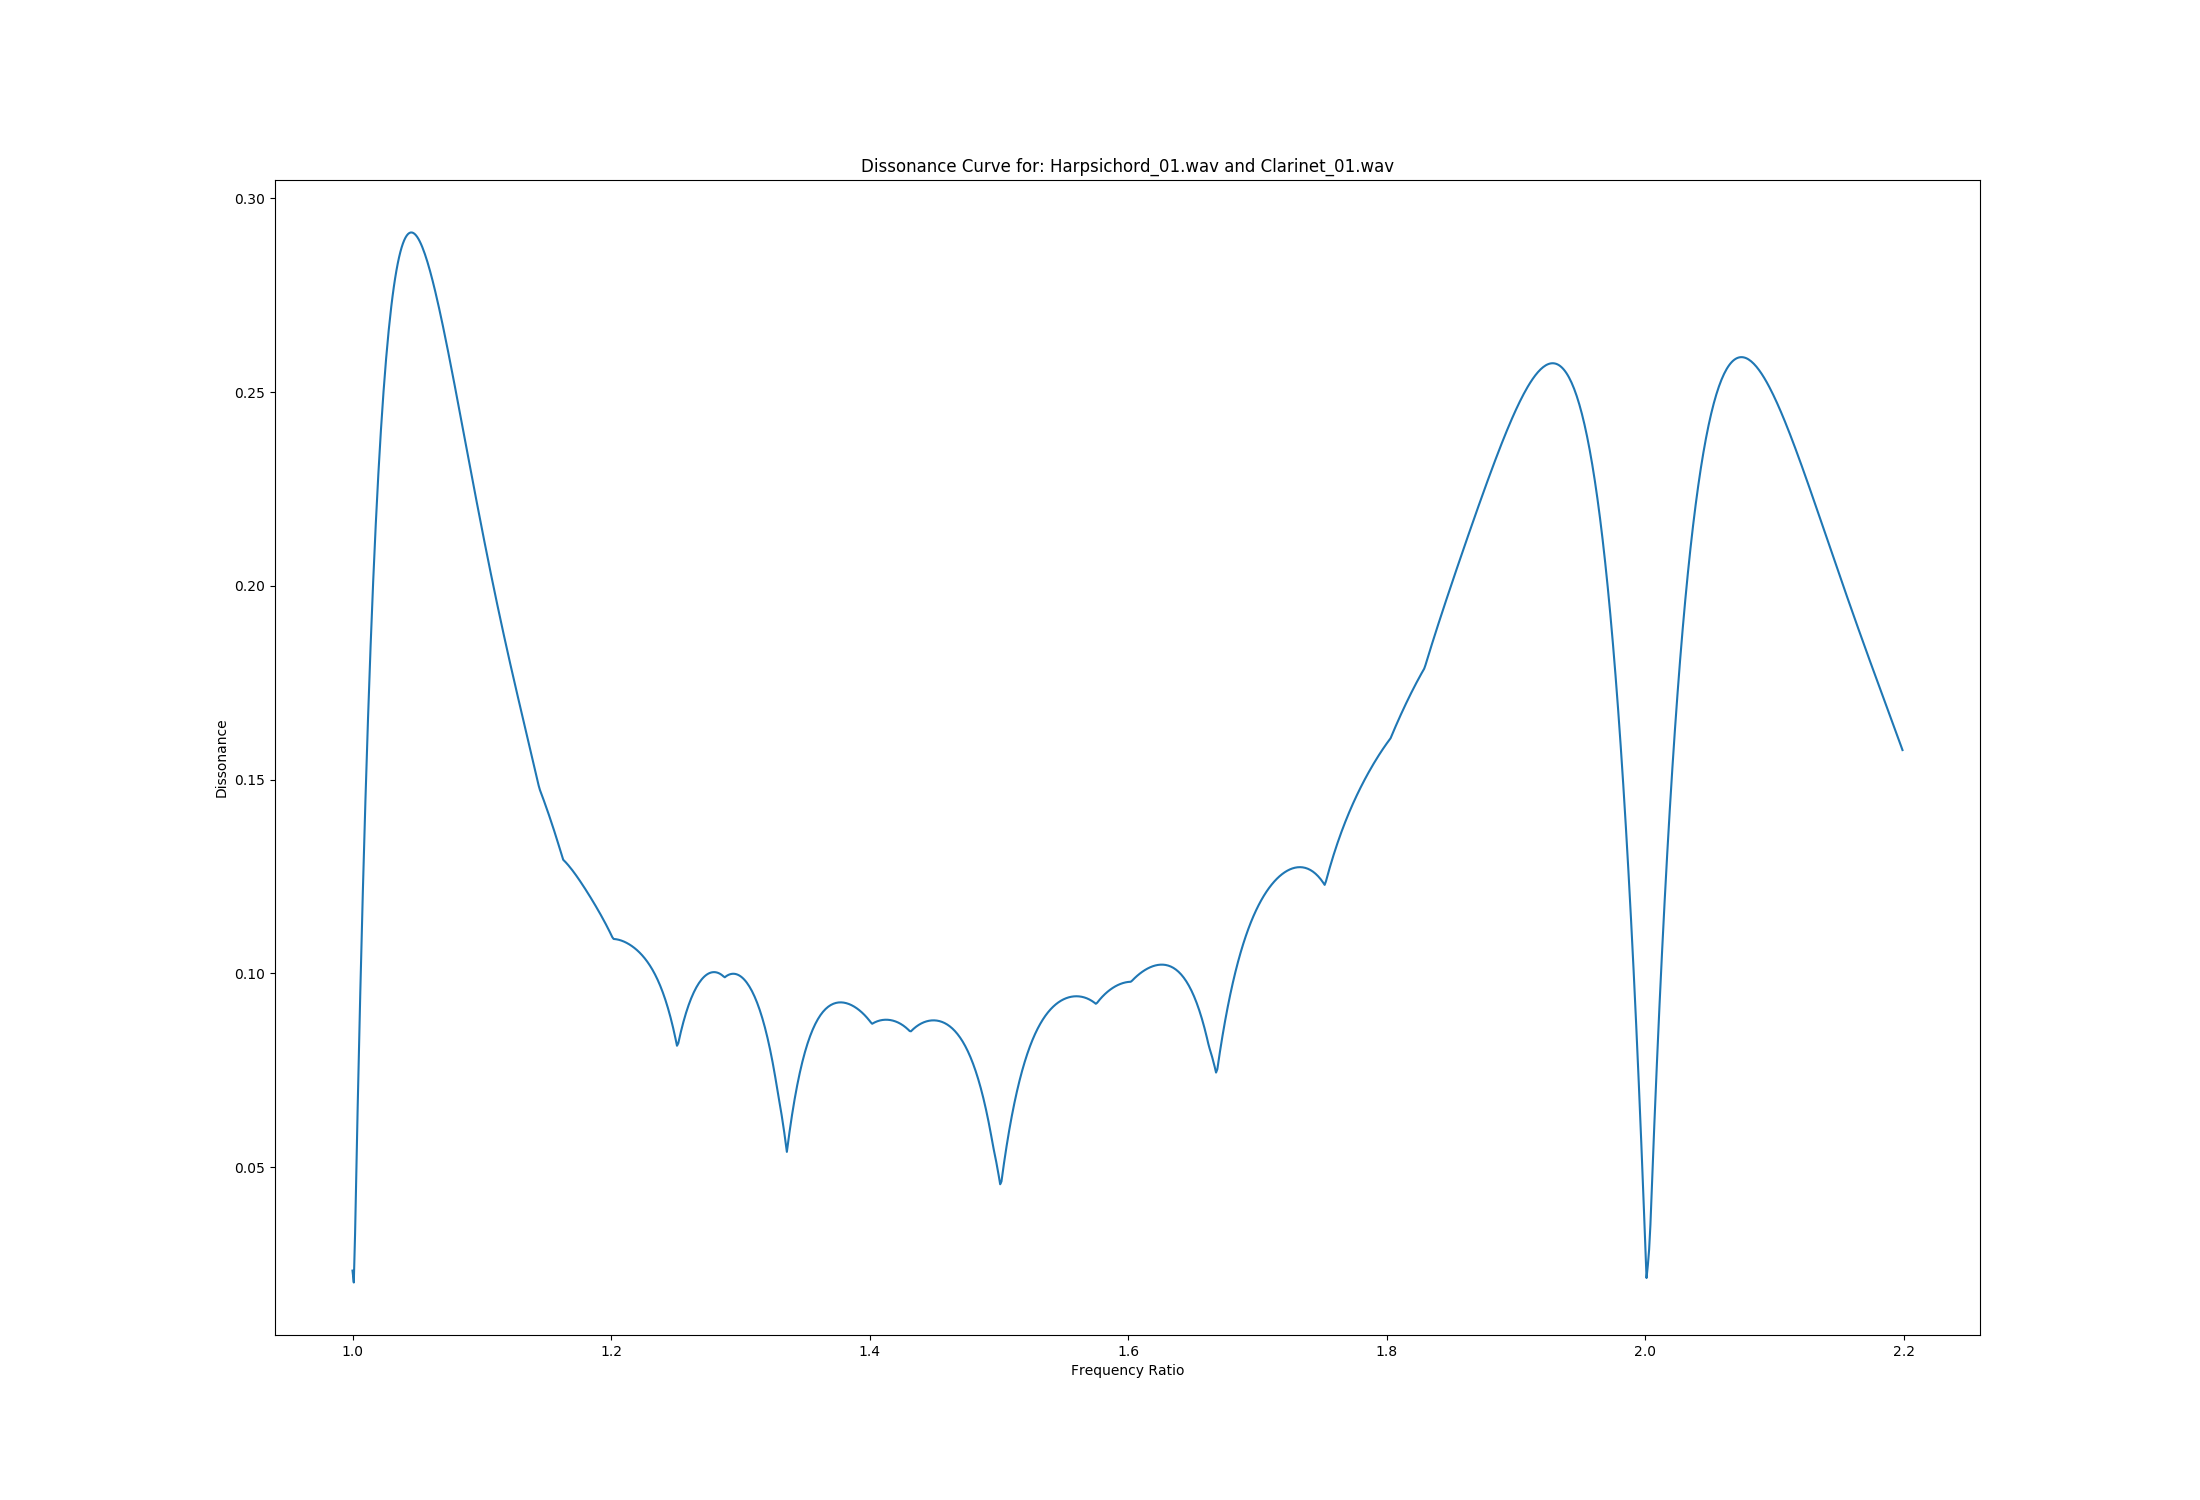 Dissonance Curve for: Harpsichord_01.wav and Clarinet_01.wav
0.30
0.25
0.20
0.15
0.10
0.05
Dissonance
1.0 1.2 1.4 1.6 1.8 2.0 2.2
Frequency Ratio